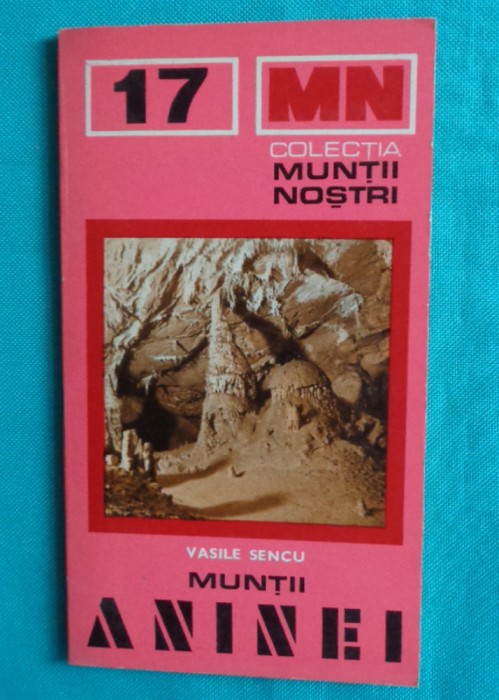 17 MN
COLECȚIA
MUNȚII
NOȘTRI
VASILE SENCU
MUNȚII
ANINEI